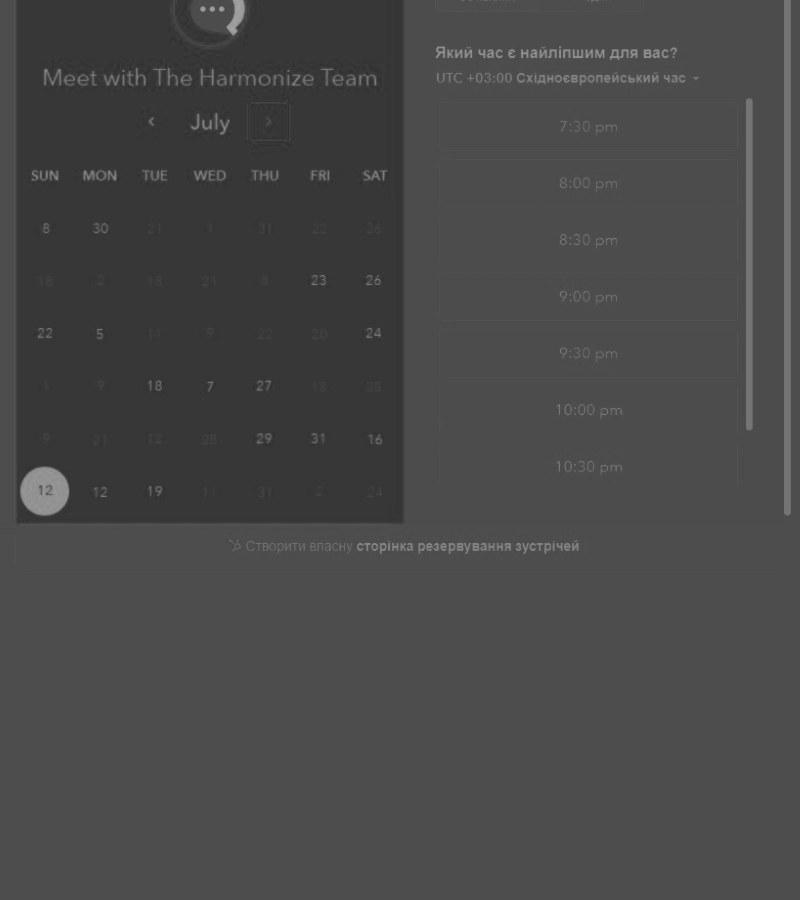 Meet with The Harmonize Team
July
SUN MON TUE WED THU FRI SAT
8 30 21 31 22 26
18 2 18 21 8 23 26
22 5 11 9 22 20 24
1 9 18 7 27 18 28
9 21 12 28 29 31 16
12 12 19 11 31 2 24
Який час є найліпшим для вас?
UTC +03:00 Східноєвропейський час
7:30 pm
8:00 pm
8:30 pm
9:00 pm
9:30 pm
10:00 pm
10:30 pm
Створити власну сторінка резервування зустрічей